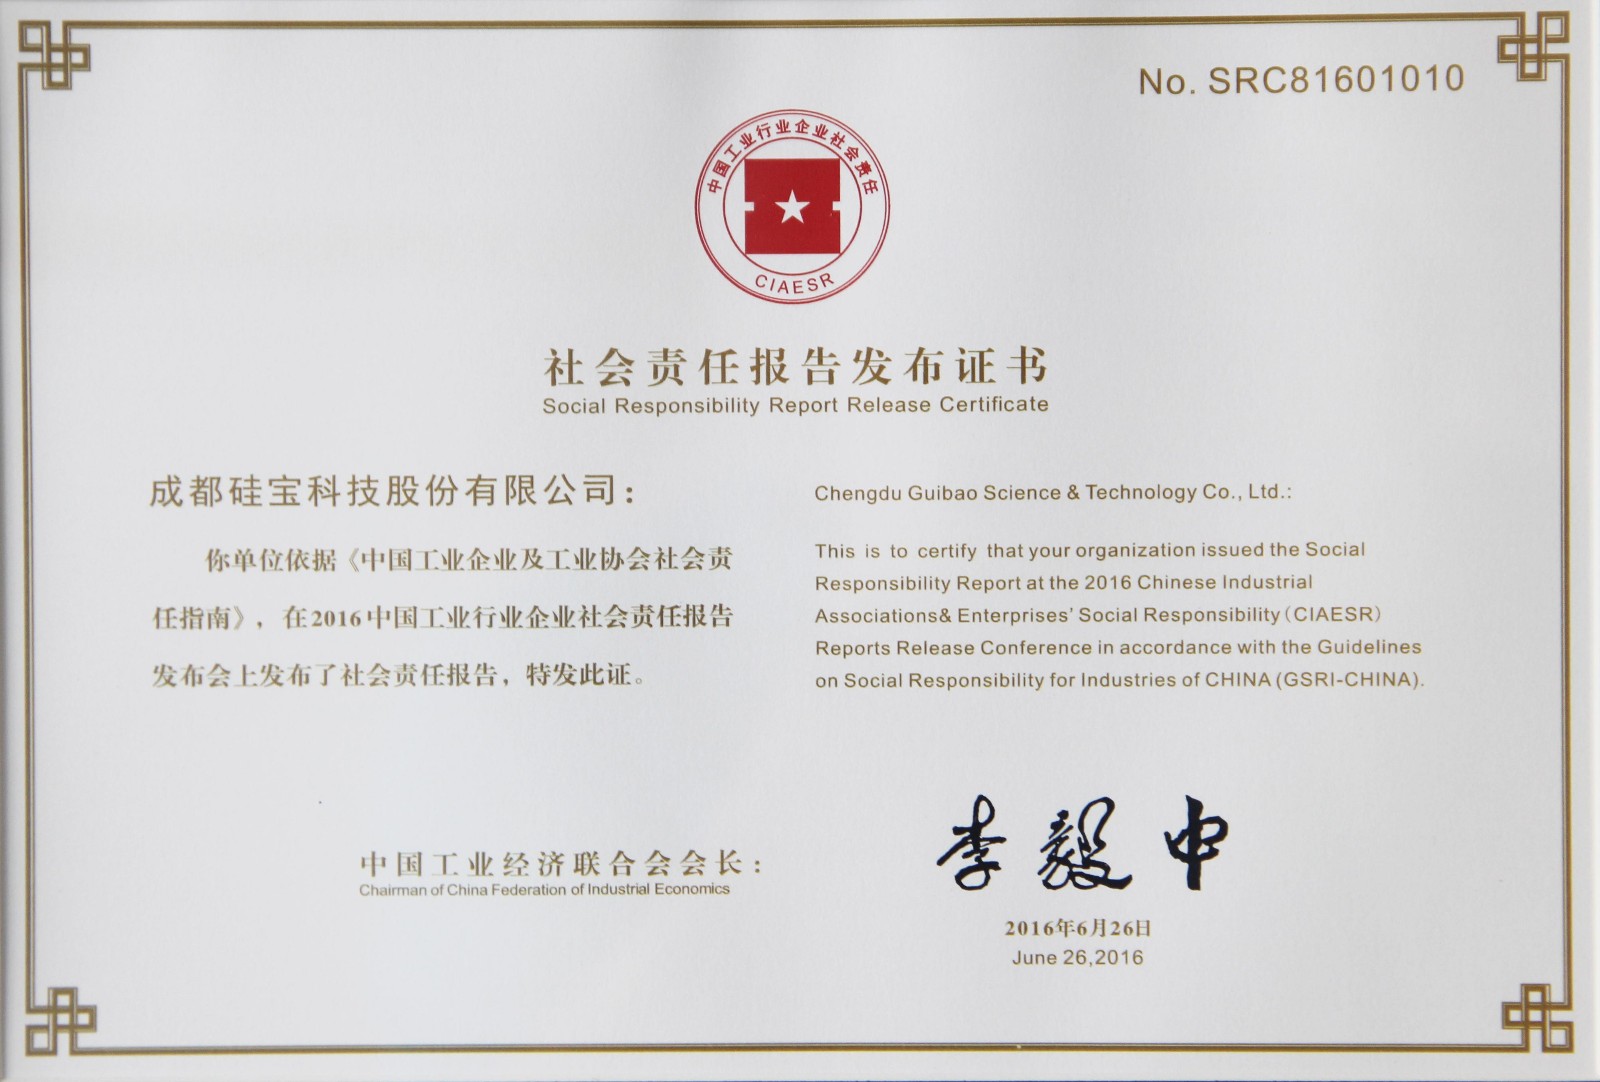 No. SRC81601010
中国工业行业企业社会责任
CIAESR
社会责任报告发布证书
Social Responsibility Report Release Certificate
成都硅宝科技股份有限公司：
你单位依据《中国工业企业及工业协会社会责
任指南》，在2016中国工业行业企业社会责任报告
发布会上发布了社会责任报告，特发此证。
Chengdu Guibao Science & Technology Co., Ltd.:
This is to certify that your organization issued the Social
Responsibility Report at the 2016 Chinese Industrial
Associations& Enterprises' Social Responsibility（CIAESR）
Reports Release Conference in accordance with the Guidelines
on Social Responsibility for Industries of CHINA (GSRI-CHINA).
中国工业经济联合会会长：
Chairman of China Federation of Industrial Economics
李毅中
2016年6月26日
June 26,2016